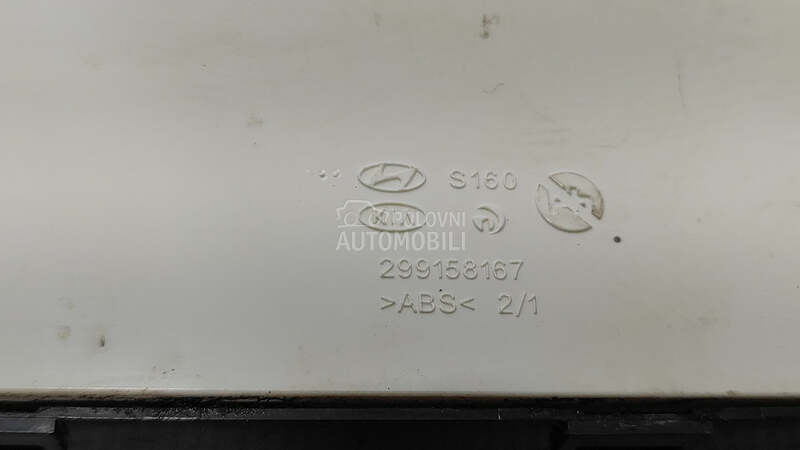 S160
POLOVNI
AUTOMOBILI
299158167
>ABS< 2/1